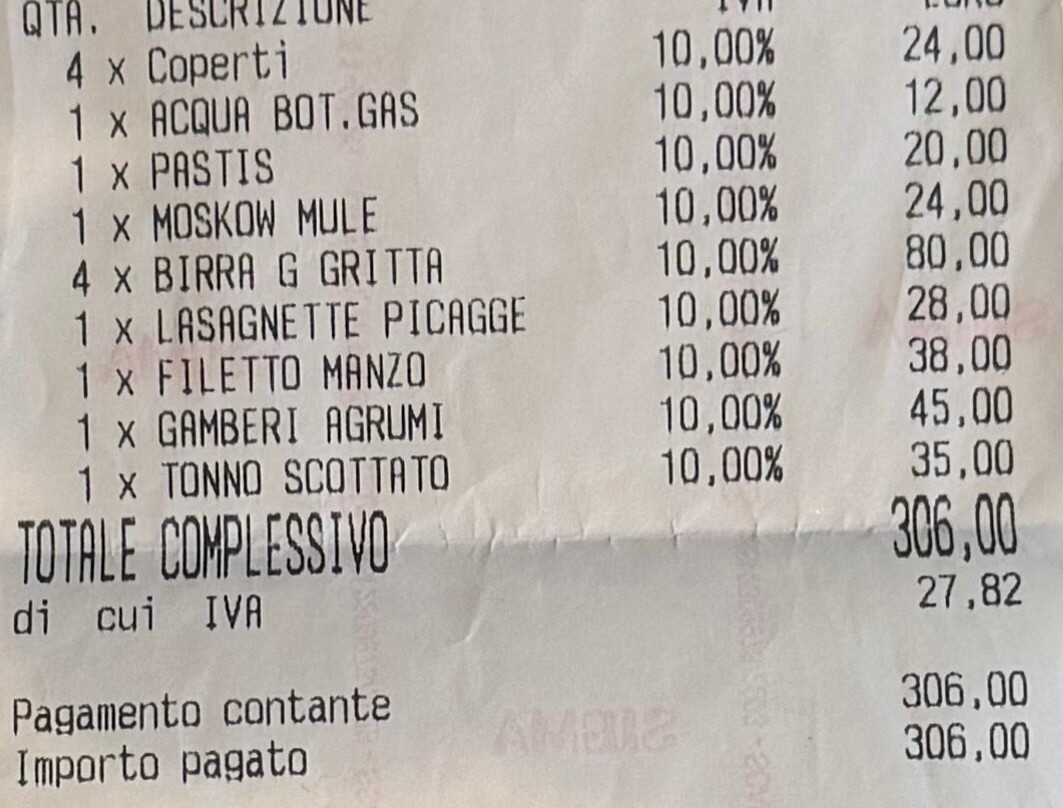 QTA. DESCRIZIONE IVA EURO
4 x Coperti 10,00% 24,00
1 x ACQUA BOT.GAS 10,00% 12,00
1 x PASTIS 10,00% 20,00
1 x MOSKOW MULE 10,00% 24,00
4 x BIRRA G GRITTA 10,00% 80,00
1 x LASAGNETTE PICAGGE 10,00% 28,00
1 x FILETTO MANZO 10,00% 38,00
1 x GAMBERI AGRUMI 10,00% 45,00
1 x TONNO SCOTTATO 10,00% 35,00
TOTALE COMPLESSIVO 306,00
di cui IVA 27,82
Pagamento contante 306,00
Importo pagato 306,00
SIGMA